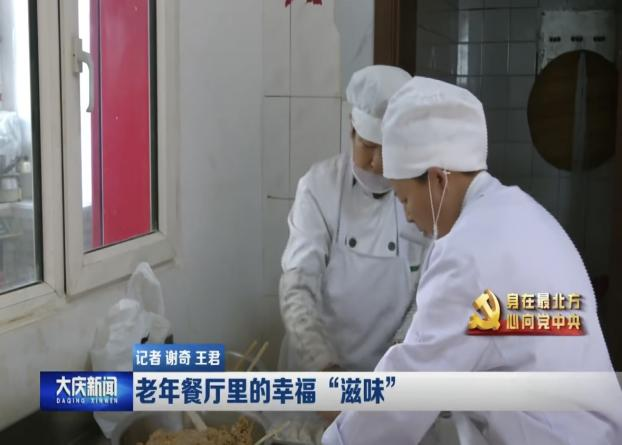 身在最北方
心向党中央
记者 谢奇 王君
大庆新闻
DAQING XINWEN
老年餐厅里的幸福“滋味”